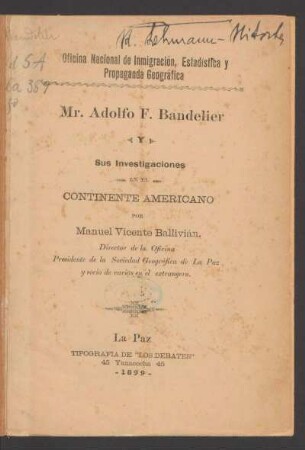 R. Lehmann-Nitsche
Oficina Nacional de Inmigración, Estadística y
Propaganda Geográfica
Mr. Adolfo F. Bandelier
Y
Sus Investigaciones
EN EL
CONTINENTE AMERICANO
POR
Manuel Vicente Ballivián,
Director de la Oficina
Presidente de la Sociedad Geográfica de La Paz
y socio de varias en el extranjero.
La Paz
TIPOGRAFIA DE "LOS DEBATES"
45 Yanacocha 45
-1899-